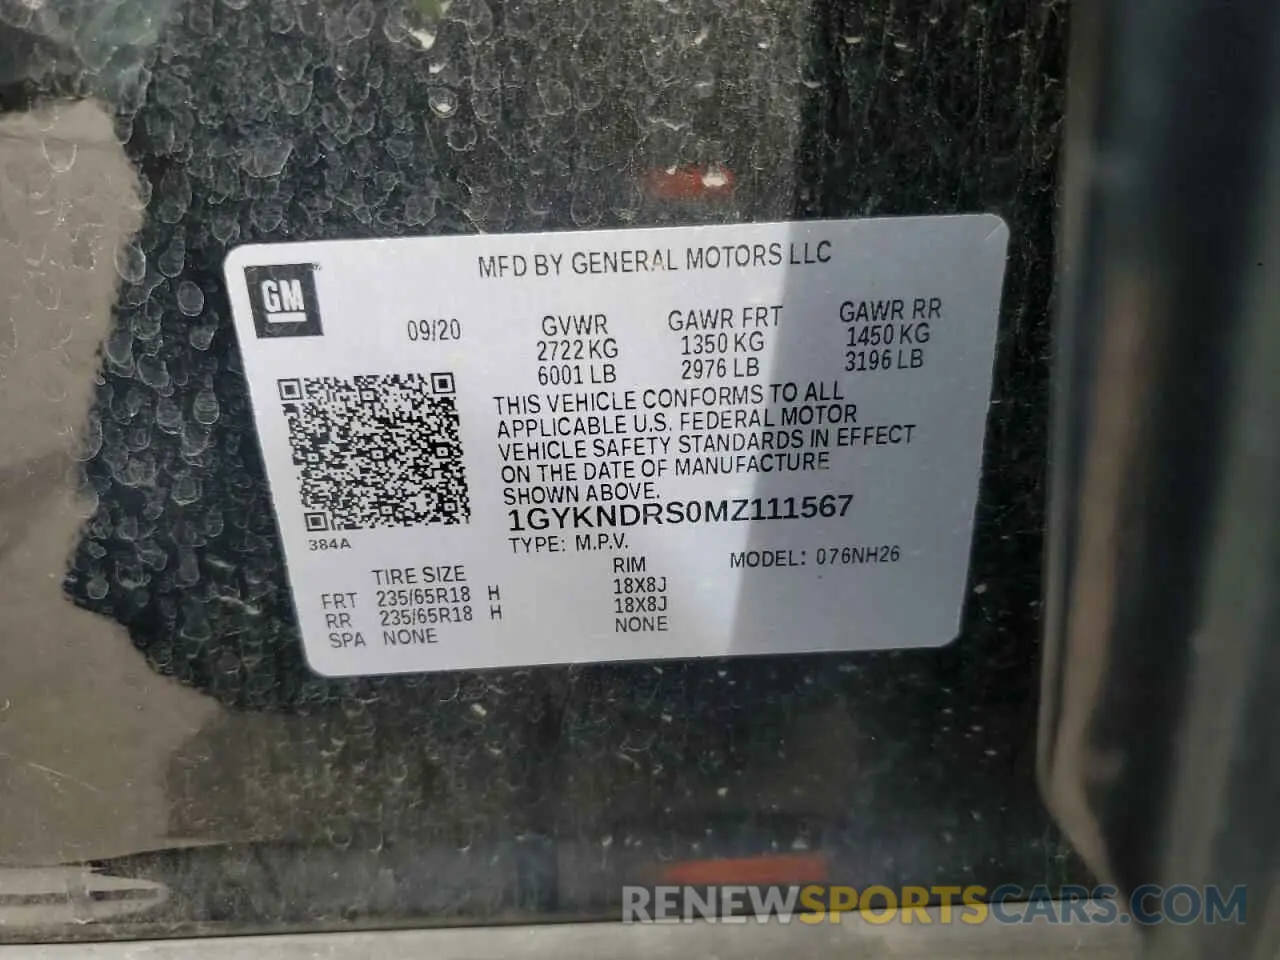 MFD BY GENERAL MOTORS LLC
GM
09/20
GVWR
2722 KG
6001 LB
GAWR FRT
1350 KG
2976 LB
GAWR RR
1450 KG
3196 LB
THIS VEHICLE CONFORMS TO ALL
APPLICABLE U.S. FEDERAL MOTOR
VEHICLE SAFETY STANDARDS IN EFFECT
ON THE DATE OF MANUFACTURE
SHOWN ABOVE.
1GYKNDRS0MZ111567
384A
TYPE: M.P.V.
MODEL: 076NH26
TIRE SIZE RIM
FRT 235/65R18 H 18X8J
RR 235/65R18 H 18X8J
SPA NONE NONE
RENEWSPORTSCARS.COM